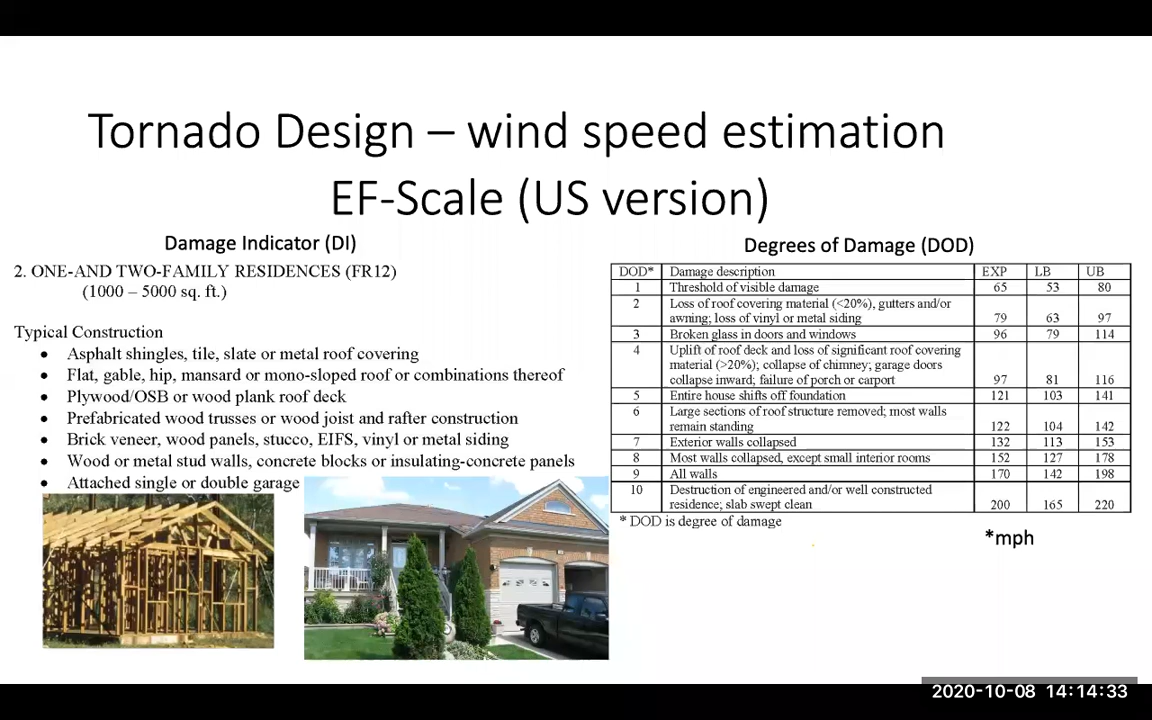 Tornado Design – wind speed estimation
EF-Scale (US version)
Damage Indicator (DI)
2. ONE-AND TWO-FAMILY RESIDENCES (FR12)
(1000 – 5000 sq. ft.)
Typical Construction
• Asphalt shingles, tile, slate or metal roof covering
• Flat, gable, hip, mansard or mono-sloped roof or combinations thereof
• Plywood/OSB or wood plank roof deck
• Prefabricated wood trusses or wood joist and rafter construction
• Brick veneer, wood panels, stucco, EIFS, vinyl or metal siding
• Wood or metal stud walls, concrete blocks or insulating-concrete panels
• Attached single or double garage
Degrees of Damage (DOD)
DOD* Damage description EXP LB UB
1 Threshold of visible damage 65 53 80
2 Loss of roof covering material (<20%), gutters and/or
awning; loss of vinyl or metal siding 79 63 97
3 Broken glass in doors and windows 96 79 114
4 Uplift of roof deck and loss of significant roof covering
material (>20%); collapse of chimney; garage doors
collapse inward; failure of porch or carport 97 81 116
5 Entire house shifts off foundation 121 103 141
6 Large sections of roof structure removed; most walls
remain standing 122 104 142
7 Exterior walls collapsed 132 113 153
8 Most walls collapsed, except small interior rooms 152 127 178
9 All walls 170 142 198
10 Destruction of engineered and/or well constructed
residence; slab swept clean 200 165 220
* DOD is degree of damage
*mph
2020-10-08 14:14:33